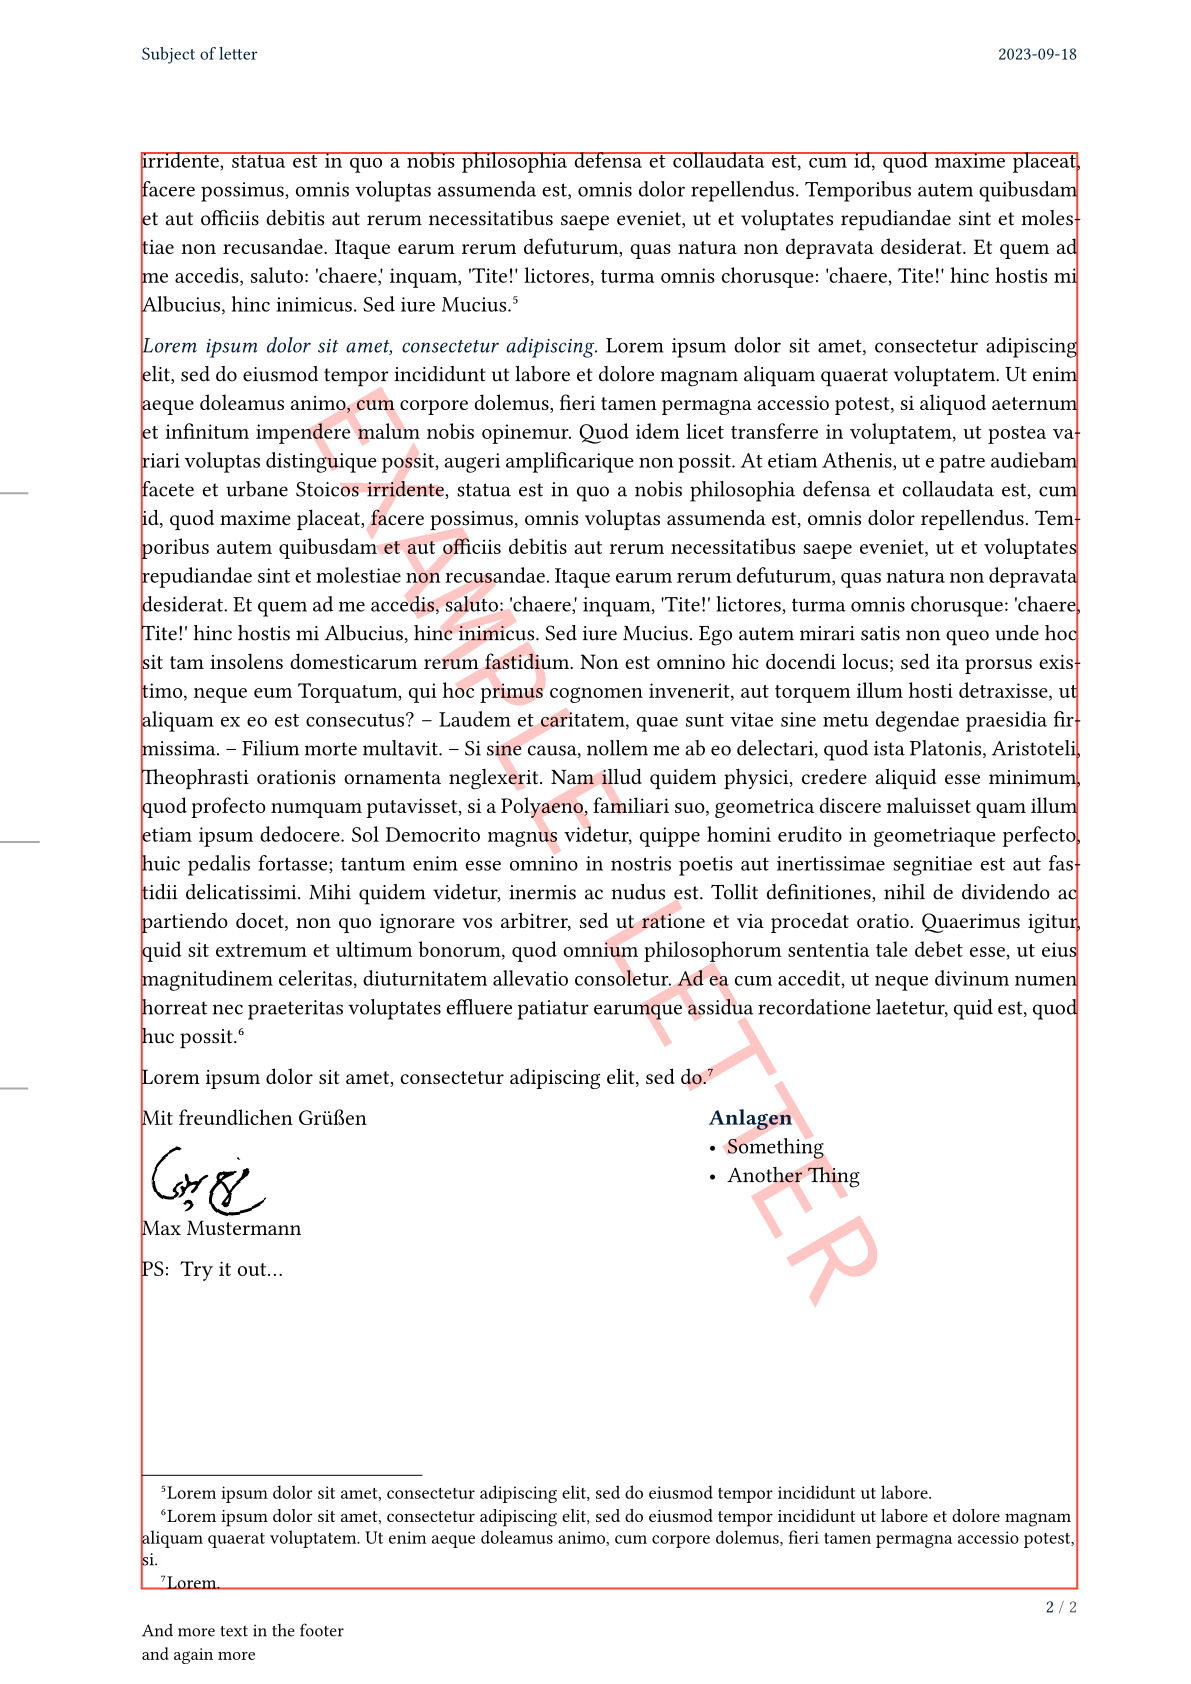 Subject of letter
2023-09-18
irridente, statua est in quo a nobis philosophia defensa et collaudata est, cum id, quod maxime placeat,
facere possimus, omnis voluptas assumenda est, omnis dolor repellendus. Temporibus autem quibusdam
et aut officiis debitis aut rerum necessitatibus saepe eveniet, ut et voluptates repudiandae sint et moles-
tiae non recusandae. Itaque earum rerum defuturum, quas natura non depravata desiderat. Et quem ad
me accedis, saluto: 'chaere,' inquam, 'Tite!' lictores, turma omnis chorusque: 'chaere, Tite!' hinc hostis mi
Albucius, hinc inimicus. Sed iure Mucius.⁵
Lorem ipsum dolor sit amet, consectetur adipiscing. Lorem ipsum dolor sit amet, consectetur adipiscing
elit, sed do eiusmod tempor incididunt ut labore et dolore magnam aliquam quaerat voluptatem. Ut enim
aeque doleamus animo, cum corpore dolemus, fieri tamen permagna accessio potest, si aliquod aeternum
et infinitum impendere malum nobis opinemur. Quod idem licet transferre in voluptatem, ut postea va-
riari voluptas distinguique possit, augeri amplificarique non possit. At etiam Athenis, ut e patre audiebam
facete et urbane Stoicos irridente, statua est in quo a nobis philosophia defensa et collaudata est, cum
id, quod maxime placeat, facere possimus, omnis voluptas assumenda est, omnis dolor repellendus. Tem-
poribus autem quibusdam et aut officiis debitis aut rerum necessitatibus saepe eveniet, ut et voluptates
repudiandae sint et molestiae non recusandae. Itaque earum rerum defuturum, quas natura non depravata
desiderat. Et quem ad me accedis, saluto: 'chaere,' inquam, 'Tite!' lictores, turma omnis chorusque: 'chaere,
Tite!' hinc hostis mi Albucius, hinc inimicus. Sed iure Mucius. Ego autem mirari satis non queo unde hoc
sit tam insolens domesticarum rerum fastidium. Non est omnino hic docendi locus; sed ita prorsus exis-
timo, neque eum Torquatum, qui hoc primus cognomen invenerit, aut torquem illum hosti detraxisse, ut
aliquam ex eo est consecutus? – Laudem et caritatem, quae sunt vitae sine metu degendae praesidia fir-
missima. – Filium morte multavit. – Si sine causa, nollem me ab eo delectari, quod ista Platonis, Aristoteli,
Theophrasti orationis ornamenta neglexerit. Nam illud quidem physici, credere aliquid esse minimum,
quod profecto numquam putavisset, si a Polyaeno, familiari suo, geometrica discere maluisset quam illum
etiam ipsum dedocere. Sol Democrito magnus videtur, quippe homini erudito in geometriaque perfecto,
huic pedalis fortasse; tantum enim esse omnino in nostris poetis aut inertissimae segnitiae est aut fas-
tidii delicatissimi. Mihi quidem videtur, inermis ac nudus est. Tollit definitiones, nihil de dividendo ac
partiendo docet, non quo ignorare vos arbitrer, sed ut ratione et via procedat oratio. Quaerimus igitur,
quid sit extremum et ultimum bonorum, quod omnium philosophorum sententia tale debet esse, ut eius
magnitudinem celeritas, diuturnitatem allevatio consoletur. Ad ea cum accedit, ut neque divinum numen
horreat nec praeteritas voluptates effluere patiatur earumque assidua recordatione laetetur, quid est, quod
huc possit.⁶
EXAMPLE LETTER
Lorem ipsum dolor sit amet, consectetur adipiscing elit, sed do.⁷
Mit freundlichen Grüßen
Max Mustermann
Anlagen
• Something
• Another Thing
PS: Try it out…
⁵Lorem ipsum dolor sit amet, consectetur adipiscing elit, sed do eiusmod tempor incididunt ut labore.
⁶Lorem ipsum dolor sit amet, consectetur adipiscing elit, sed do eiusmod tempor incididunt ut labore et dolore magnam
aliquam quaerat voluptatem. Ut enim aeque doleamus animo, cum corpore dolemus, fieri tamen permagna accessio potest,
si.
⁷Lorem.
2 / 2
And more text in the footer
and again more